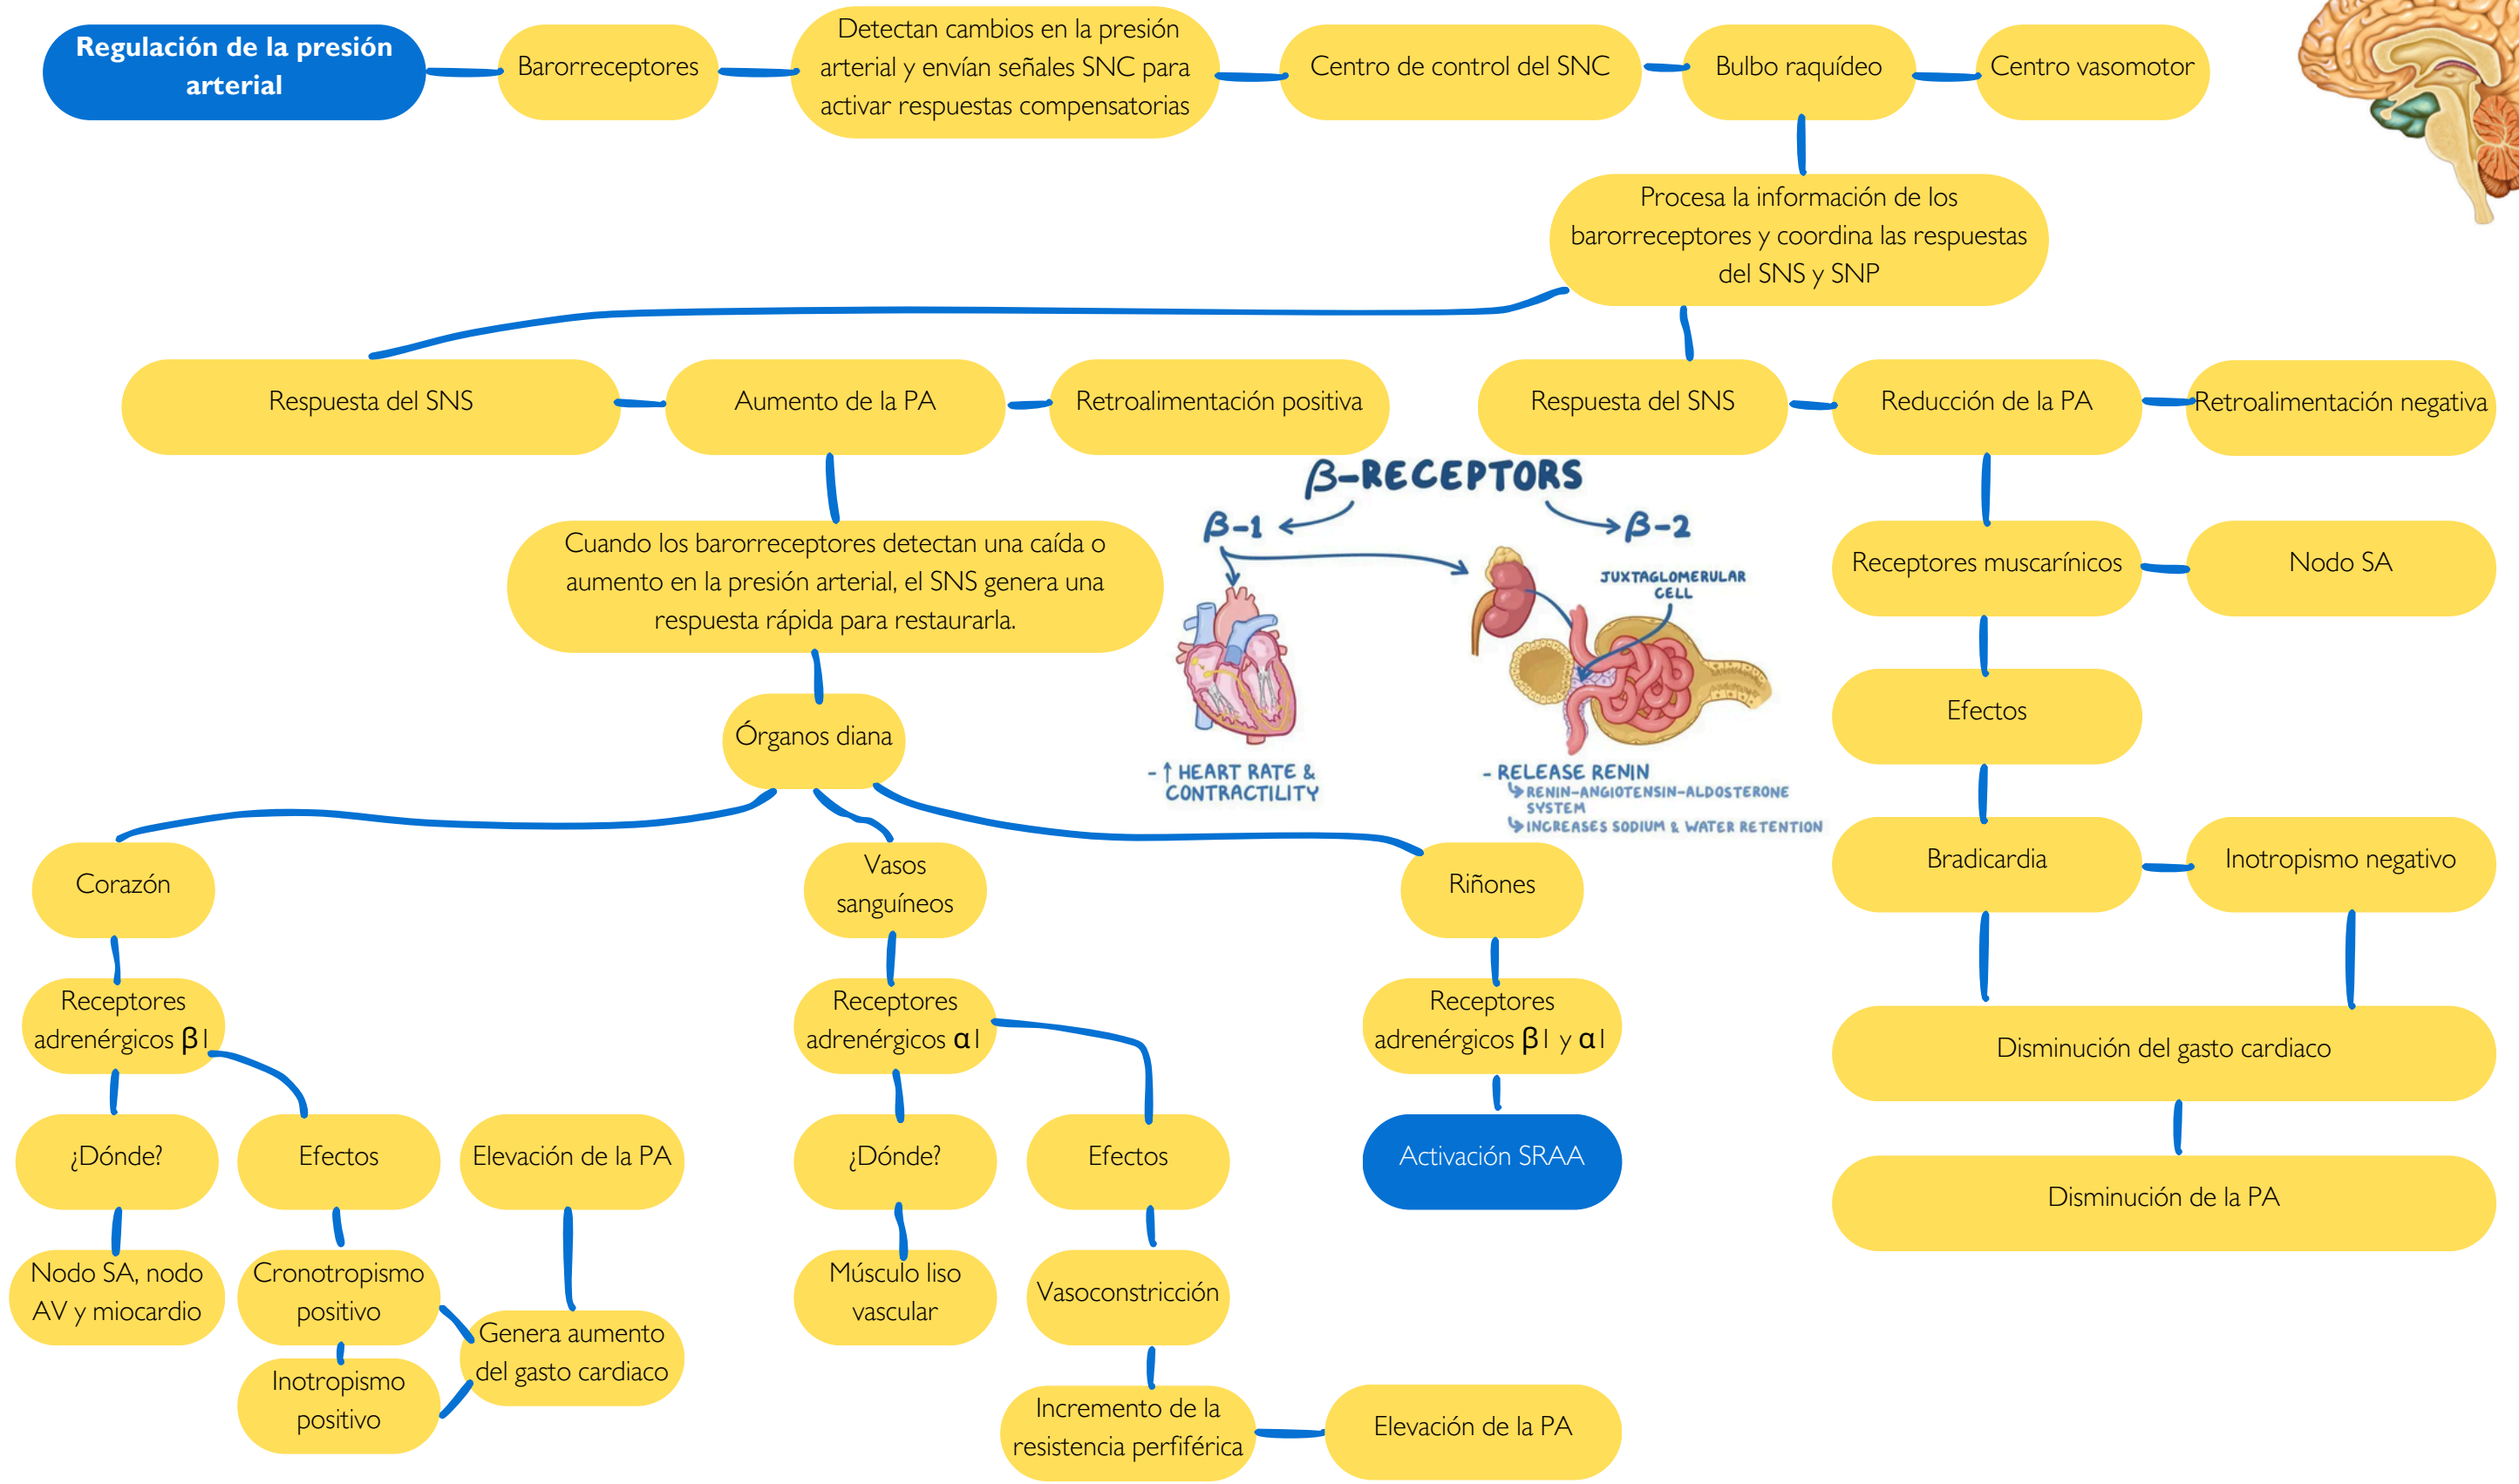 Regulación de la presión
arterial
Barorreceptores
Detectan cambios en la presión
arterial y envían señales SNC para
activar respuestas compensatorias
Centro de control del SNC
Bulbo raquídeo
Centro vasomotor
Procesa la información de los
barorreceptores y coordina las respuestas
del SNS y SNP
Respuesta del SNS
Aumento de la PA
Retroalimentación positiva
Respuesta del SNS
Reducción de la PA
Retroalimentación negativa
Cuando los barorreceptores detectan una caída o
aumento en la presión arterial, el SNS genera una
respuesta rápida para restaurarla.
β-RECEPTORS
β-1
β-2
JUXTAGLOMERULAR
CELL
- ↑ HEART RATE &
CONTRACTILITY
- RELEASE RENIN
↳ RENIN-ANGIOTENSIN-ALDOSTERONE
SYSTEM
↳ INCREASES SODIUM & WATER RETENTION
Receptores muscarínicos
Nodo SA
Efectos
Bradicardia
Inotropismo negativo
Disminución del gasto cardiaco
Disminución de la PA
Órganos diana
Corazón
Vasos
sanguíneos
Riñones
Receptores
adrenérgicos β1
Receptores
adrenérgicos α1
Receptores
adrenérgicos β1 y α1
¿Dónde?
Efectos
Elevación de la PA
¿Dónde?
Efectos
Activación SRAA
Nodo SA, nodo
AV y miocardio
Cronotropismo
positivo
Inotropismo
positivo
Genera aumento
del gasto cardiaco
Músculo liso
vascular
Vasoconstricción
Incremento de la
resistencia perfiférica
Elevación de la PA